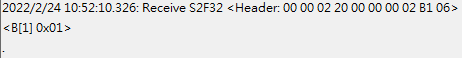 2022/2/24 10:52:10.326: Receive S2F32 <Header: 00 00 02 20 00 00 00 02 B1 06>
<B[1] 0x01>
.